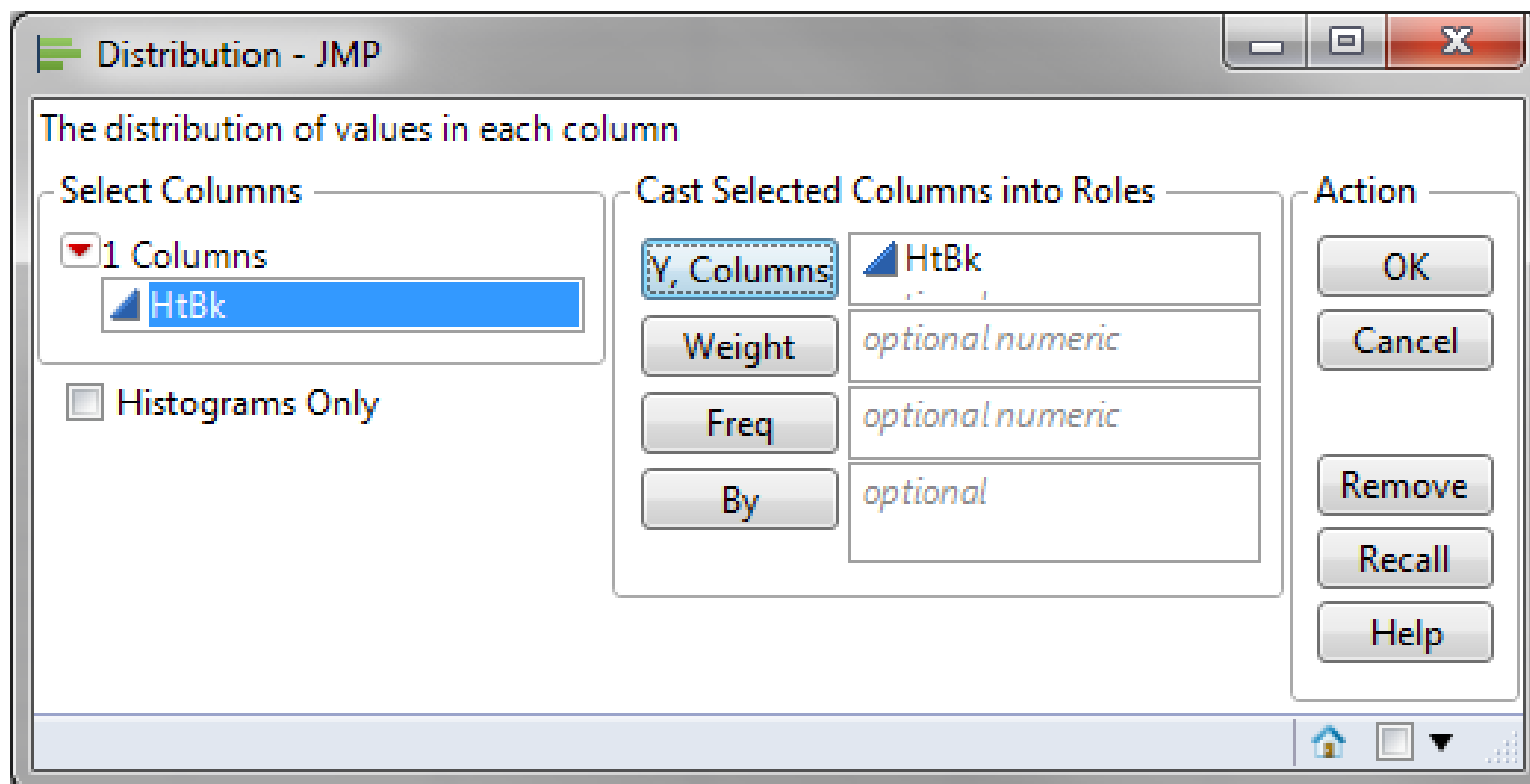 Distribution - JMP
The distribution of values in each column
Select Columns
1 Columns
HtBk
Histograms Only
Cast Selected Columns into Roles
Y, Columns
HtBk
Weight
optional numeric
Freq
optional numeric
By
optional
Action
OK
Cancel
Remove
Recall
Help